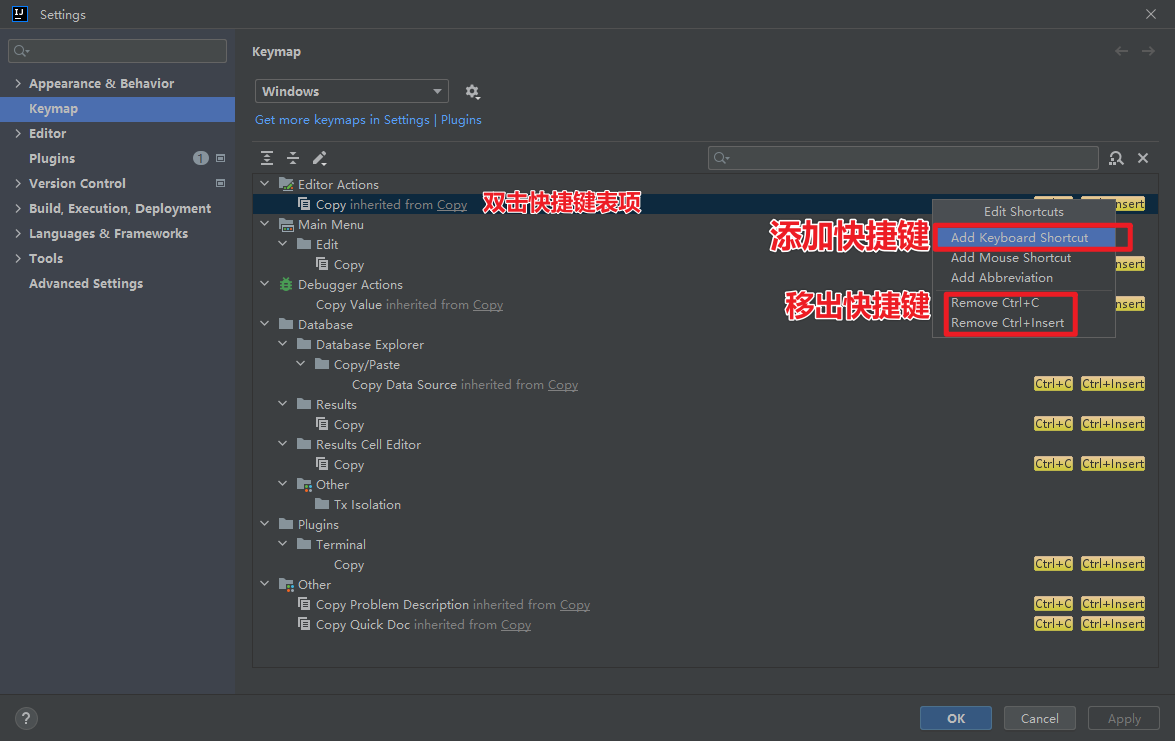 IJ Settings
Appearance & Behavior
Keymap
Editor
Plugins 1
Version Control
Build, Execution, Deployment
Languages & Frameworks
Tools
Advanced Settings
Keymap
Windows
Get more keymaps in Settings | Plugins
Editor Actions
Copy inherited from Copy 双击快捷键表项 Insert
Main Menu
Edit
Copy Insert
Debugger Actions
Copy Value inherited from Copy Insert
Database
Database Explorer
Copy/Paste
Copy Data Source inherited from Copy Ctrl+C Ctrl+Insert
Results
Copy Ctrl+C Ctrl+Insert
Results Cell Editor
Copy Ctrl+C Ctrl+Insert
Other
Tx Isolation
Plugins
Terminal
Copy Ctrl+C Ctrl+Insert
Other
Copy Problem Description inherited from Copy Ctrl+C Ctrl+Insert
Copy Quick Doc inherited from Copy Ctrl+C Ctrl+Insert
Edit Shortcuts
添加快捷键 Add Keyboard Shortcut
Add Mouse Shortcut
Add Abbreviation
移出快捷键 Remove Ctrl+C
Remove Ctrl+Insert
? OK Cancel Apply